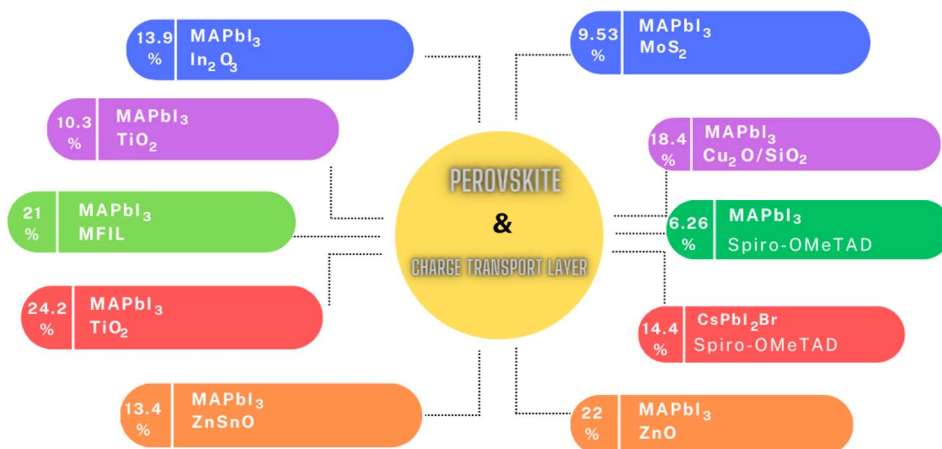 13.9 MAPbI₃
% In₂O₃
9.53 MAPbI₃
% MoS₂
10.3 MAPbI₃
% TiO₂
18.4 MAPbI₃
% Cu₂O/SiO₂
21 MAPbI₃
% MFIL
PEROVSKITE
&
CHARGE TRANSPORT LAYER
6.26 MAPbI₃
% Spiro-OMeTAD
24.2 MAPbI₃
% TiO₂
14.4 CsPbI₂Br
% Spiro-OMeTAD
13.4 MAPbI₃
% ZnSnO
22 MAPbI₃
% ZnO